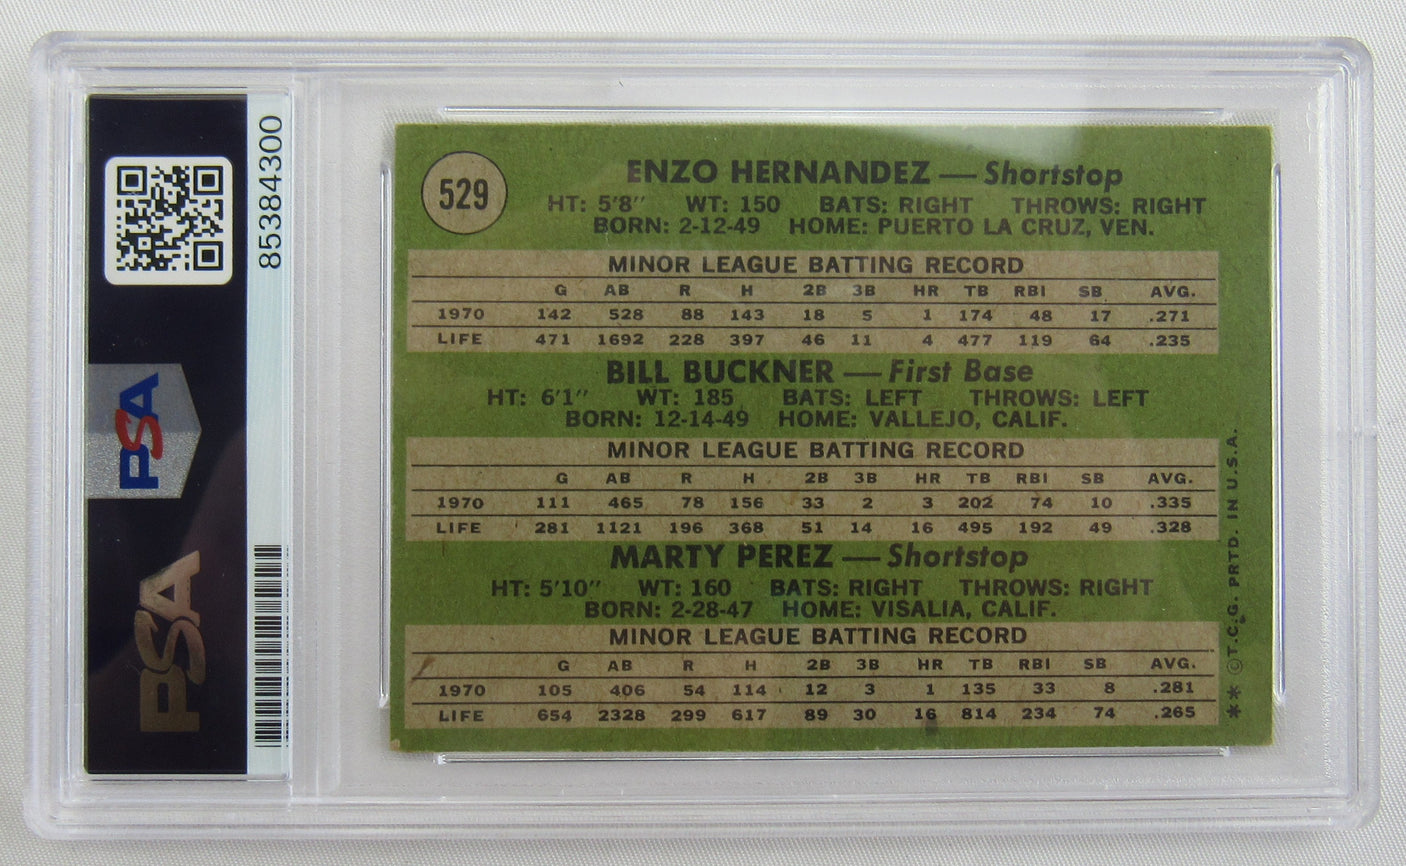 85384300
PSA
PSA
529
ENZO HERNANDEZ — Shortstop
HT: 5'8" WT: 150 BATS: RIGHT THROWS: RIGHT
BORN: 2-12-49 HOME: PUERTO LA CRUZ, VEN.
MINOR LEAGUE BATTING RECORD
G AB R H 2B 3B HR TB RBI SB AVG.
1970 142 528 88 143 18 5 1 174 48 17 .271
LIFE 471 1692 228 397 46 11 4 477 119 64 .235
BILL BUCKNER — First Base
HT: 6'1" WT: 185 BATS: LEFT THROWS: LEFT
BORN: 12-14-49 HOME: VALLEJO, CALIF.
MINOR LEAGUE BATTING RECORD
G AB R H 2B 3B HR TB RBI SB AVG.
1970 111 465 78 156 33 2 3 202 74 10 .335
LIFE 281 1121 196 368 51 14 16 495 192 49 .328
MARTY PEREZ — Shortstop
HT: 5'10" WT: 160 BATS: RIGHT THROWS: RIGHT
BORN: 2-28-47 HOME: VISALIA, CALIF.
MINOR LEAGUE BATTING RECORD
G AB R H 2B 3B HR TB RBI SB AVG.
1970 105 406 54 114 12 3 1 135 33 8 .281
LIFE 654 2328 299 617 89 30 16 814 234 74 .265
** ©T.C.G. PRTD. IN U.S.A.